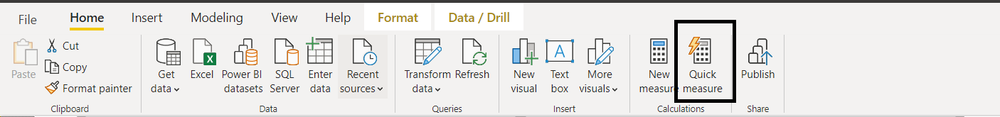 File Home Insert Modeling View Help Format Data / Drill
Paste
Cut
Copy
Format painter
Clipboard
Get
data
Excel
Power BI
datasets
SQL
Server
Enter
data
Recent
sources
Data
Transform
data
Refresh
Queries
New
visual
Text
box
More
visuals
Insert
New
measure
Quick
measure
Calculations
Publish
Share